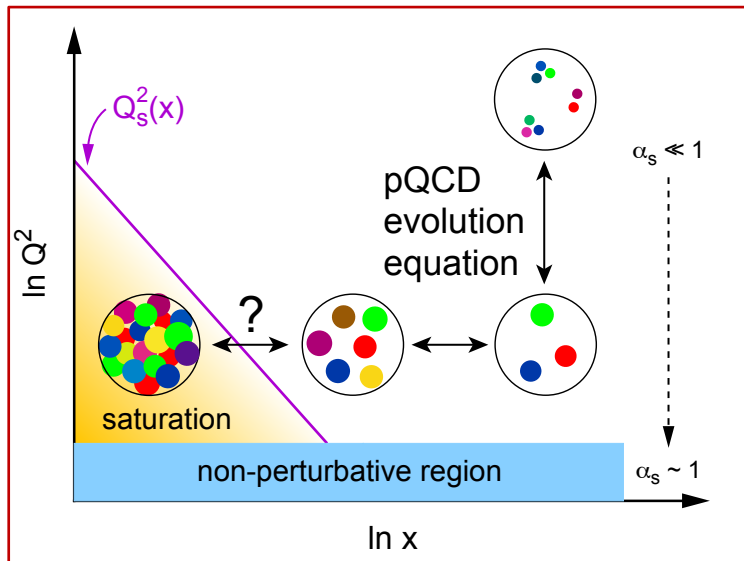 Q²ₛ(x)
αₛ ≪ 1
pQCD
evolution
equation
ln Q²
?
saturation
non-perturbative region
αₛ ~ 1
ln x